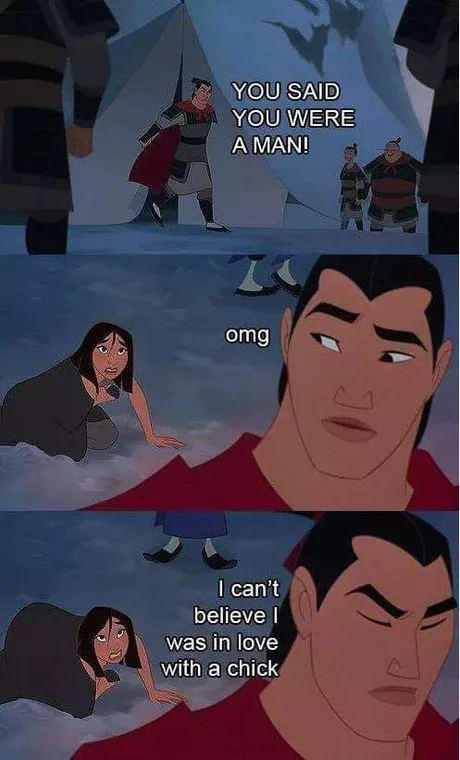 YOU SAID
YOU WERE
A MAN!
omg
I can't
believe I
was in love
with a chick